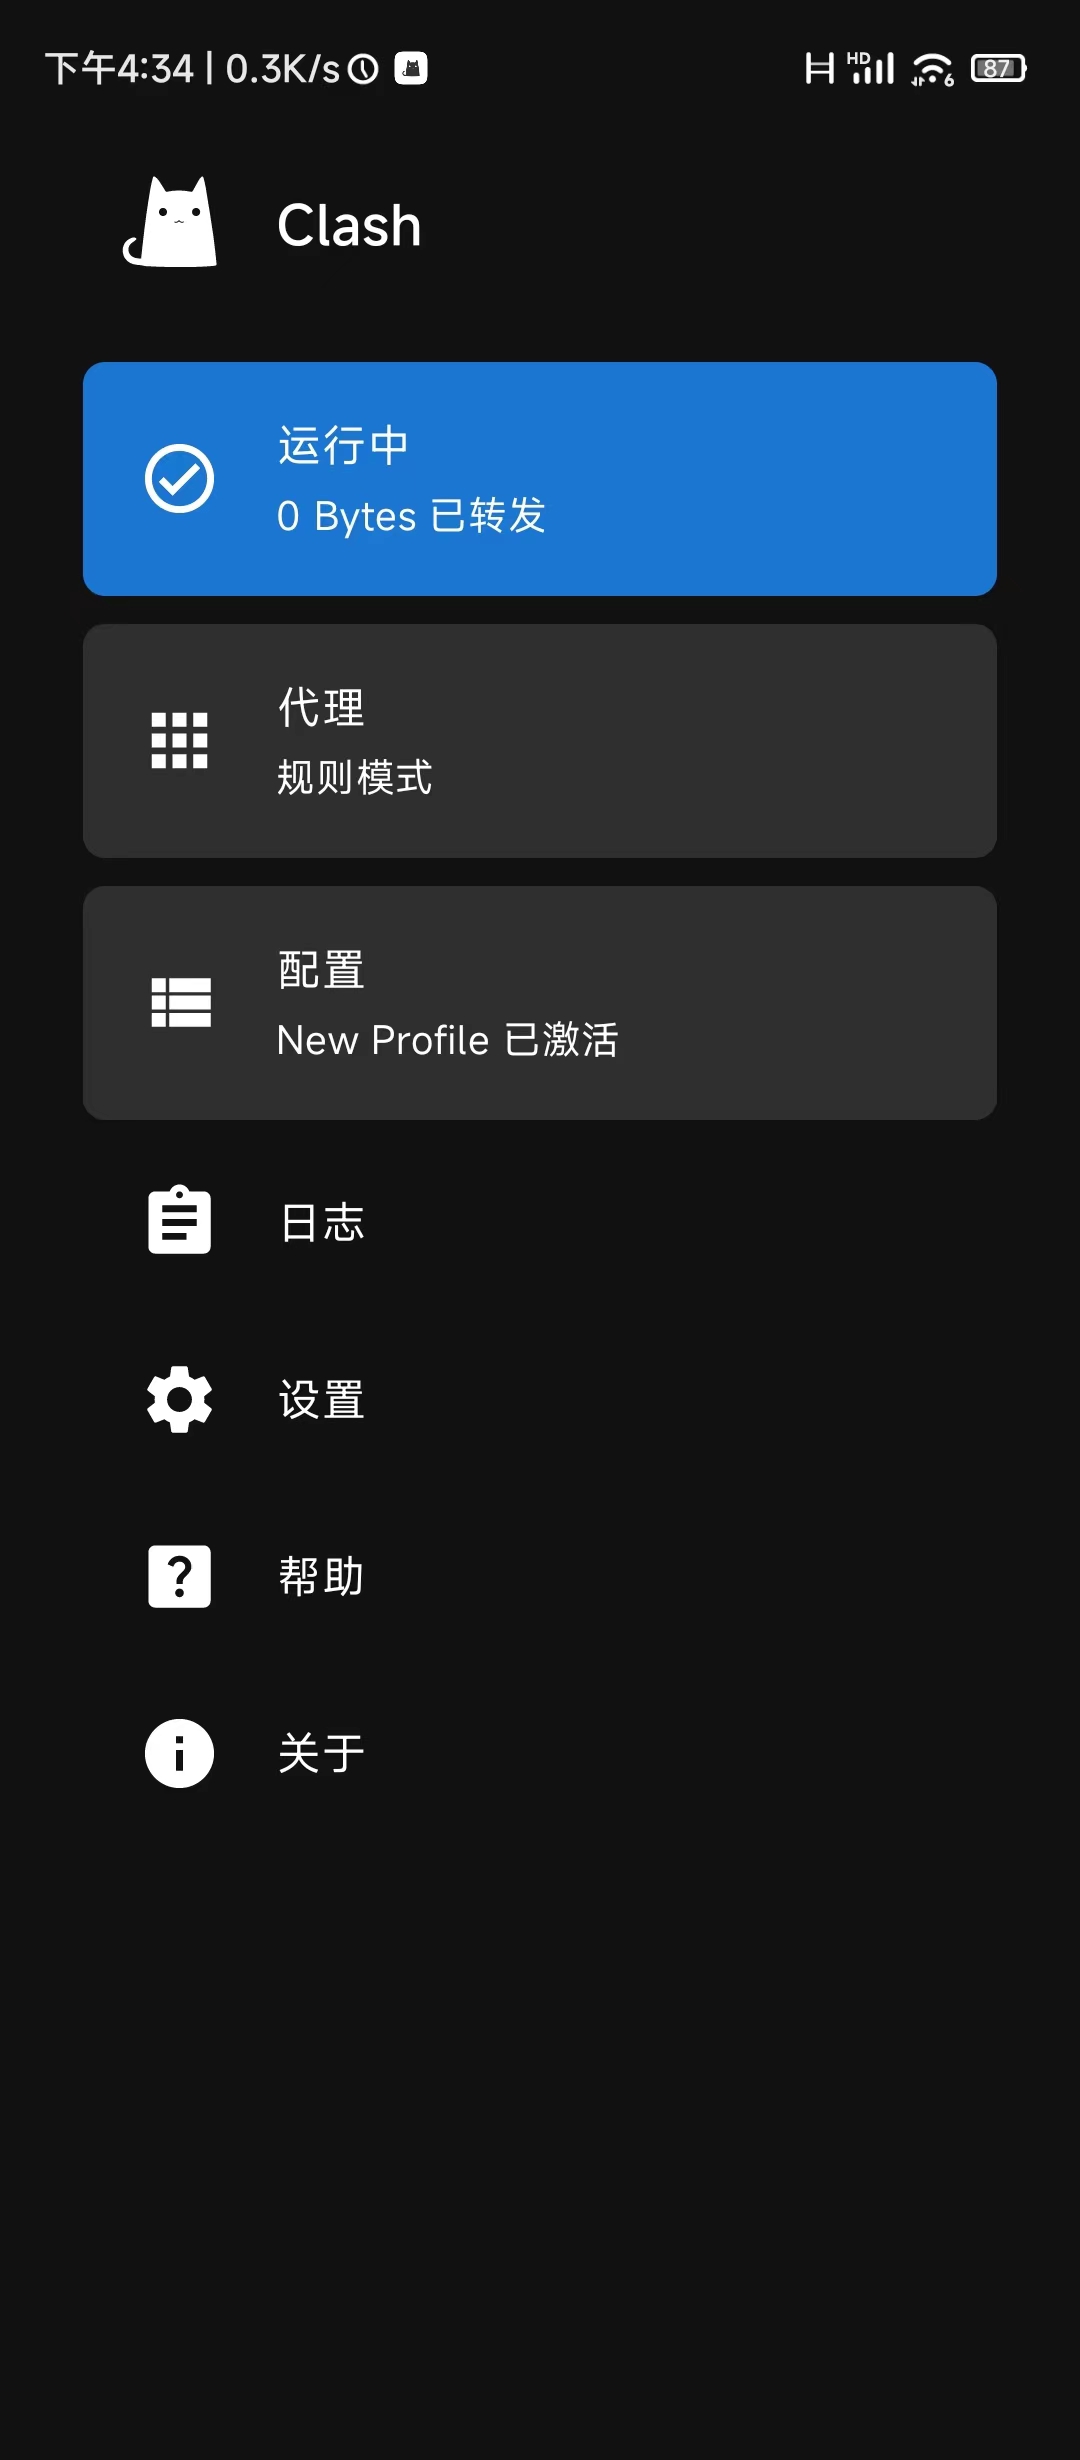 下午4:34 | 0.3K/s
HD
6
87
Clash
运行中
0 Bytes 已转发
代理
规则模式
配置
New Profile 已激活
日志
设置
帮助
关于